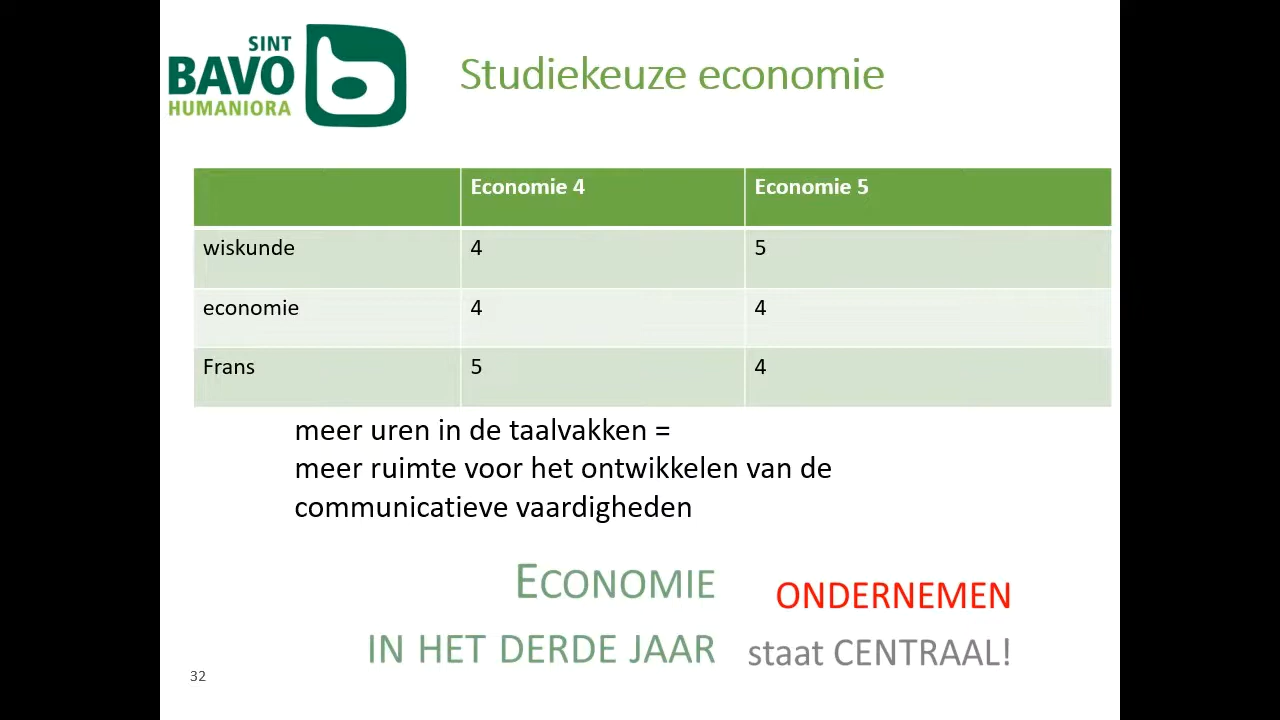 SINT
BAVO
HUMANIORA
Studiekeuze economie
Economie 4 Economie 5
wiskunde 4 5
economie 4 4
Frans 5 4
meer uren in de taalvakken =
meer ruimte voor het ontwikkelen van de
communicatieve vaardigheden
ECONOMIE
IN HET DERDE JAAR
ONDERNEMEN
staat CENTRAAL!
32